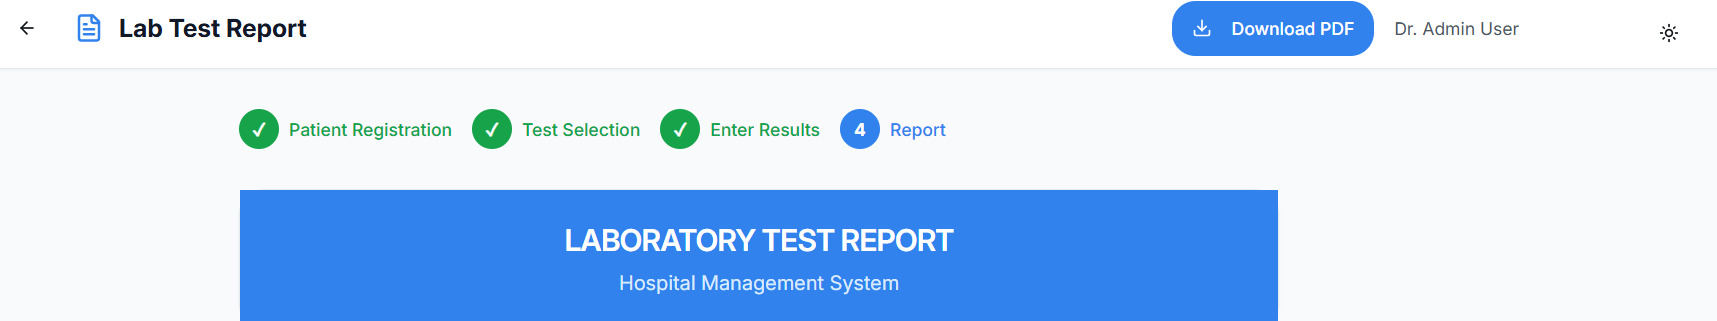 Lab Test Report
Download PDF
Dr. Admin User
Patient Registration
Test Selection
Enter Results
4 Report
LABORATORY TEST REPORT
Hospital Management System